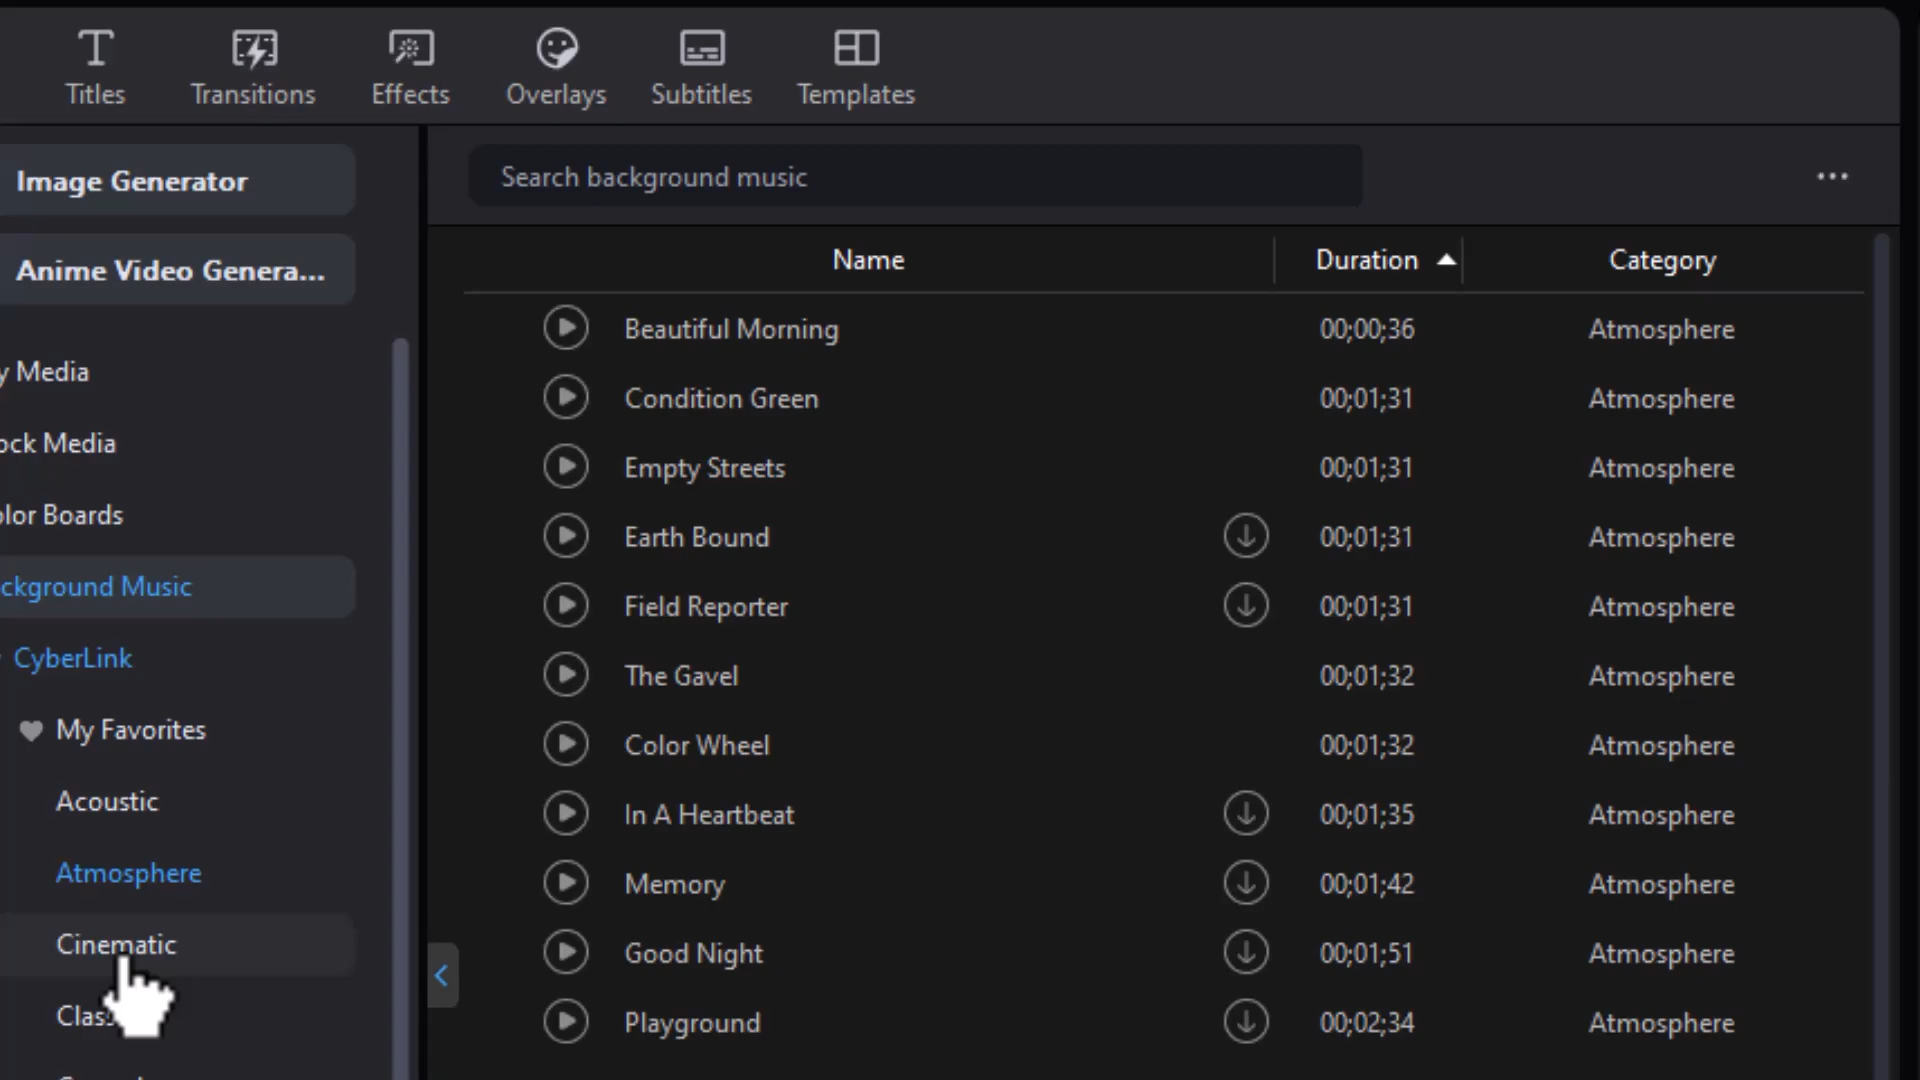 Titles Transitions Effects Overlays Subtitles Templates
Image Generator
Anime Video Genera...
y Media
ock Media
olor Boards
ckground Music
CyberLink
My Favorites
Acoustic
Atmosphere
Cinematic
Clas
Search background music
...
Name Duration Category
Beautiful Morning 00;00;36 Atmosphere
Condition Green 00;01;31 Atmosphere
Empty Streets 00;01;31 Atmosphere
Earth Bound 00;01;31 Atmosphere
Field Reporter 00;01;31 Atmosphere
The Gavel 00;01;32 Atmosphere
Color Wheel 00;01;32 Atmosphere
In A Heartbeat 00;01;35 Atmosphere
Memory 00;01;42 Atmosphere
Good Night 00;01;51 Atmosphere
Playground 00;02;34 Atmosphere